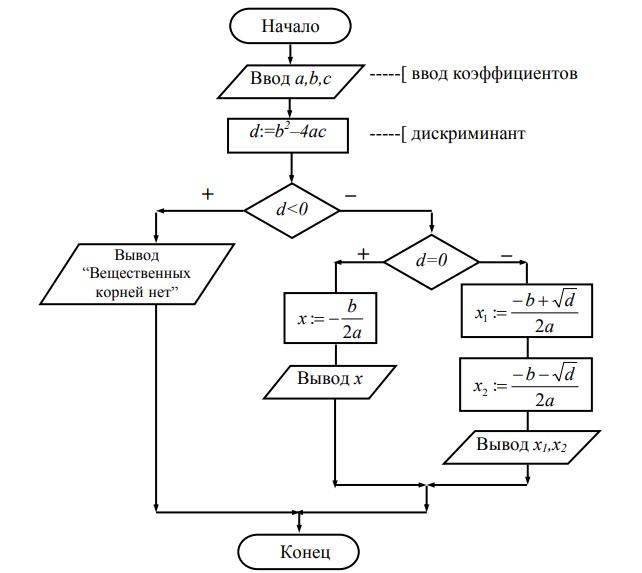 Начало
Ввод a,b,c
-----[ ввод коэффициентов
d:=b²–4ac
-----[ дискриминант
+
–
d<0
Вывод
“Вещественных
корней нет”
+
–
d=0
x := − b / 2a
x₁ := −b + √d / 2a
x₂ := −b − √d / 2a
Вывод x
Вывод x₁,x₂
Конец